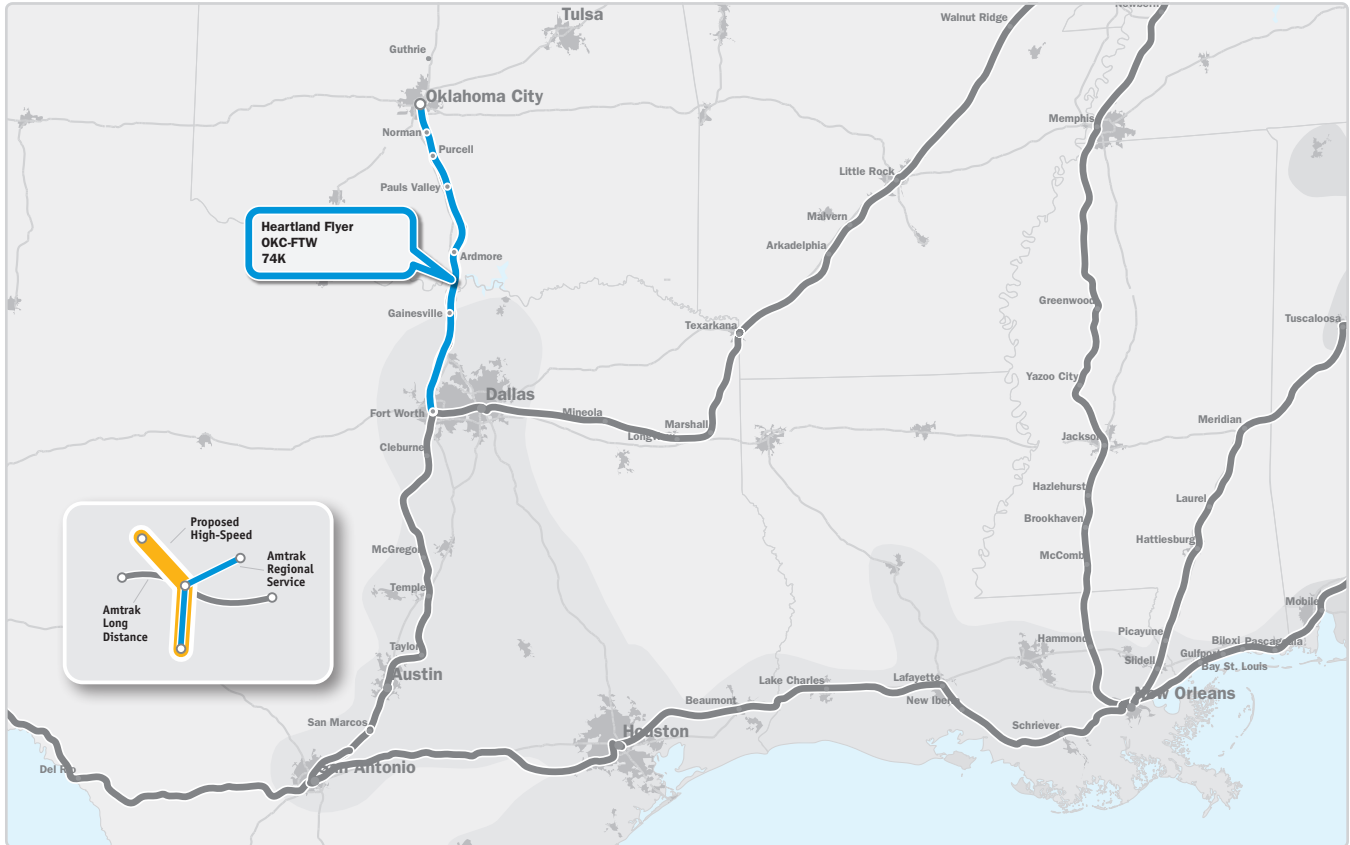 Newbern
Walnut Ridge
Tulsa
Guthrie
Oklahoma City
Memphis
Norman
Purcell
Little Rock
Pauls Valley
Malvern
Heartland Flyer
OKC-FTW
74K
Arkadelphia
Ardmore
Greenwood
Gainesville
Texarkana
Tuscaloosa
Yazoo City
Dallas
Fort Worth
Mineola
Marshall
Longview
Meridian
Jackson
Cleburne
Hazlehurst
Laurel
Brookhaven
Proposed
High-Speed
Hattiesburg
McGregor
McComb
Amtrak
Regional
Service
Temple
Amtrak
Long
Distance
Mobile
Picayune
Hammond
Biloxi
Pascagoula
Taylor
Gulfport
Slidell
Bay St. Louis
Austin
Lake Charles
Lafayette
New Iberia
New Orleans
Beaumont
San Marcos
Schriever
Houston
Del Rio
San Antonio